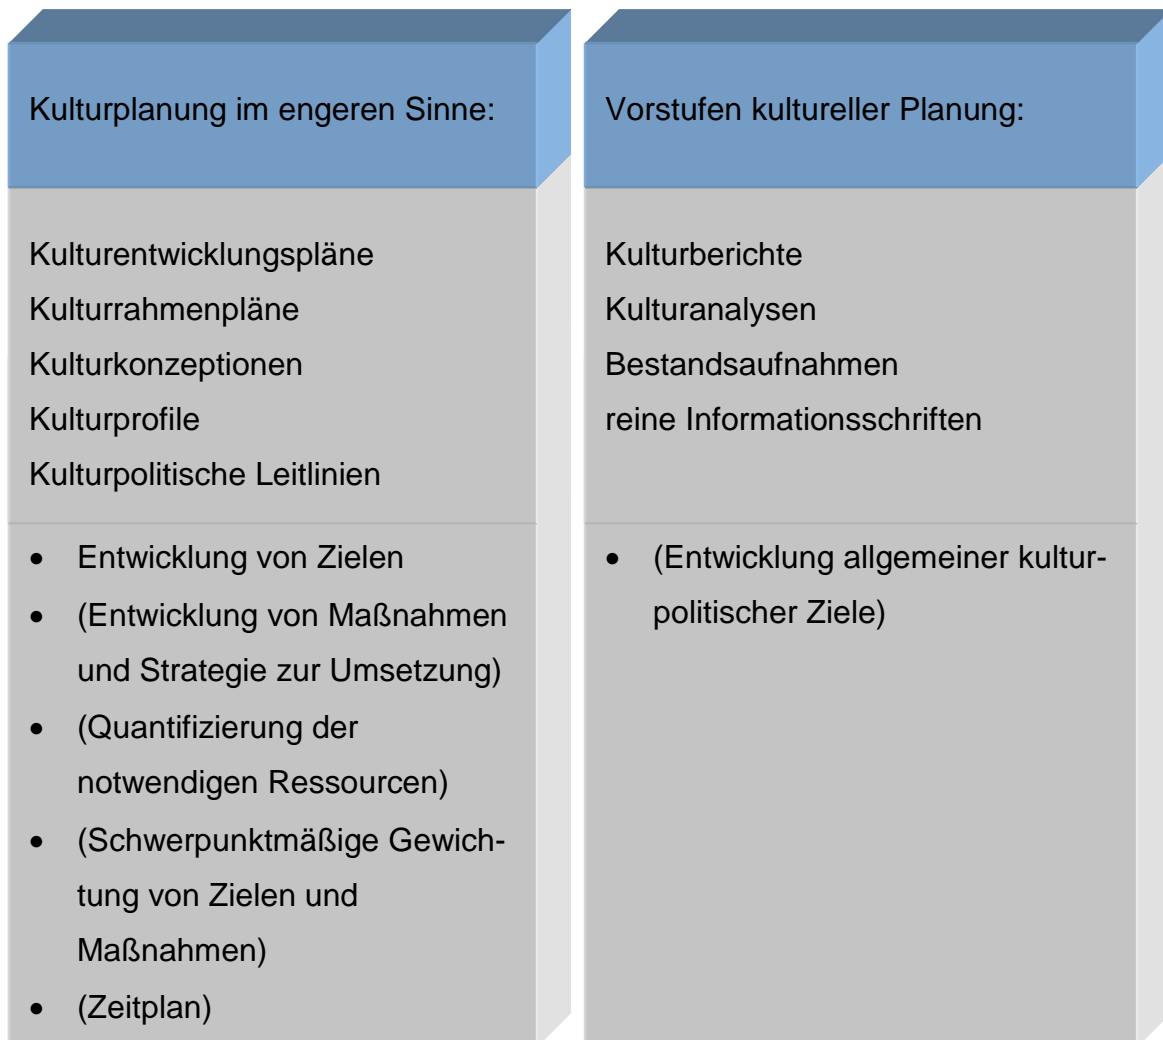 Kulturplanung im engeren Sinne:
Kulturentwicklungspläne
Kulturrahmenpläne
Kulturkonzeptionen
Kulturprofile
Kulturpolitische Leitlinien
• Entwicklung von Zielen
• (Entwicklung von Maßnahmen
und Strategie zur Umsetzung)
• (Quantifizierung der
notwendigen Ressourcen)
• (Schwerpunktmäßige Gewich-
tung von Zielen und
Maßnahmen)
• (Zeitplan)
Vorstufen kultureller Planung:
Kulturberichte
Kulturanalysen
Bestandsaufnahmen
reine Informationsschriften
• (Entwicklung allgemeiner kultur-
politischer Ziele)